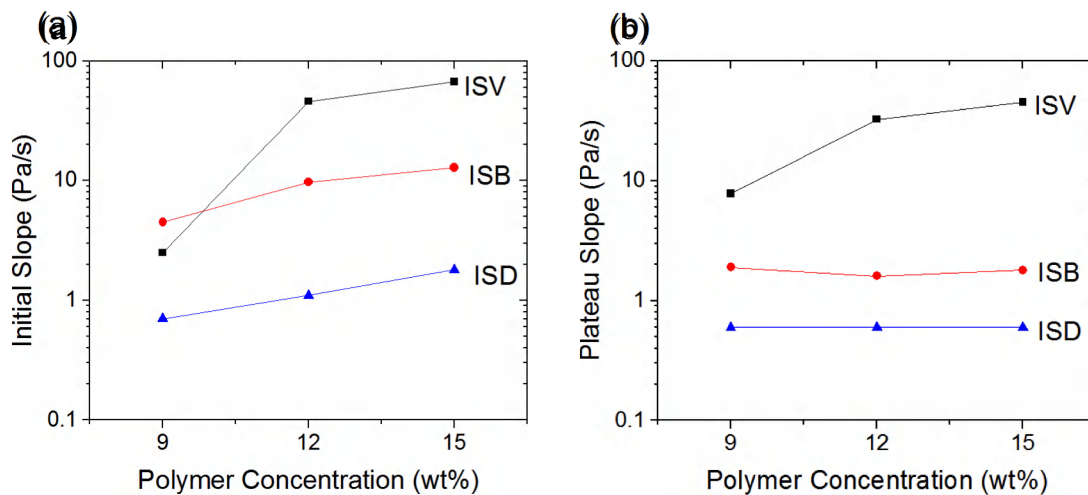 (a)
100
10
1
0.1
Initial Slope (Pa/s)
ISV
ISB
ISD
9 12 15
Polymer Concentration (wt%)
(b)
100
10
1
0.1
Plateau Slope (Pa/s)
ISV
ISB
ISD
9 12 15
Polymer Concentration (wt%)